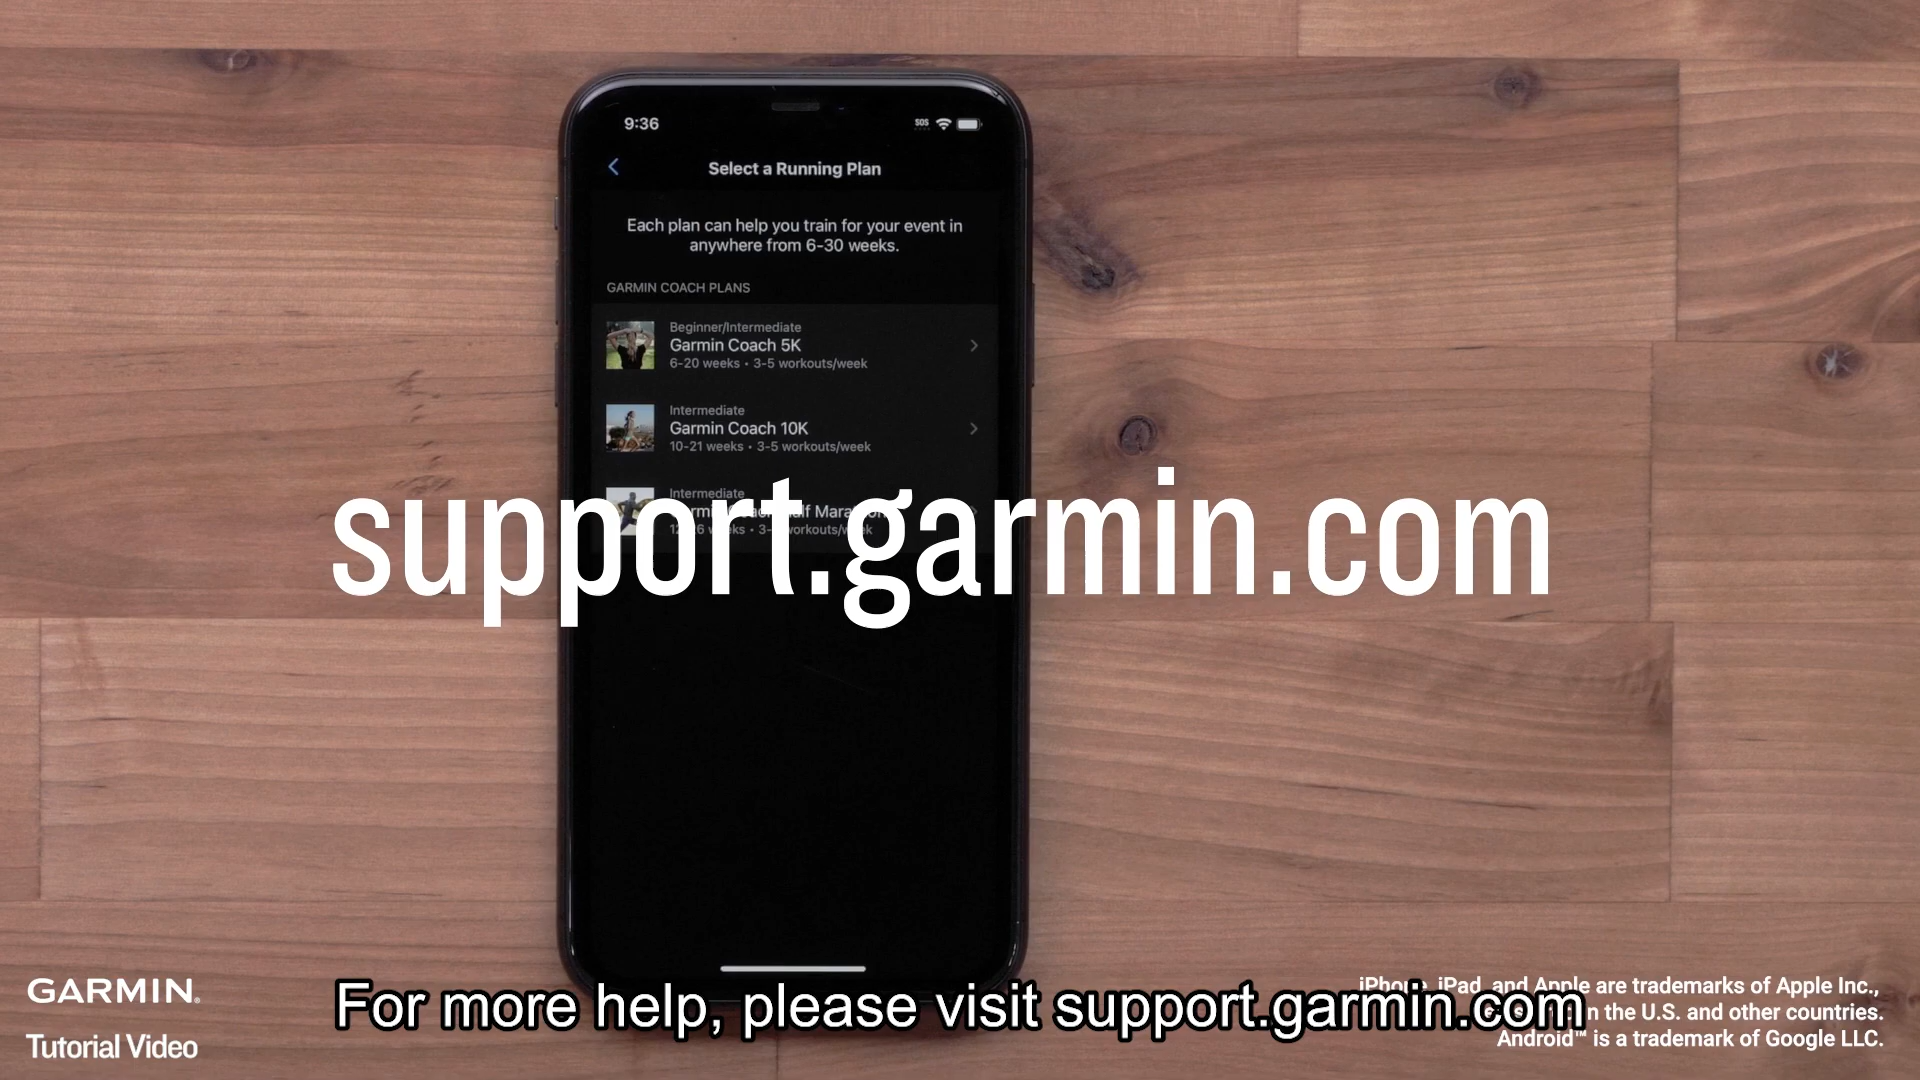 9:36
SOS
Select a Running Plan
Each plan can help you train for your event in
anywhere from 6-30 weeks.
GARMIN COACH PLANS
Beginner/Intermediate
Garmin Coach 5K
6-20 weeks • 3-5 workouts/week
Intermediate
Garmin Coach 10K
10-21 weeks • 3-5 workouts/week
Intermediate
support.garmin.com
GARMIN
Tutorial Video
For more help, please visit support.garmin.com
iPad, and Apple are trademarks of Apple Inc.,
in the U.S. and other countries.
Android™ is a trademark of Google LLC.